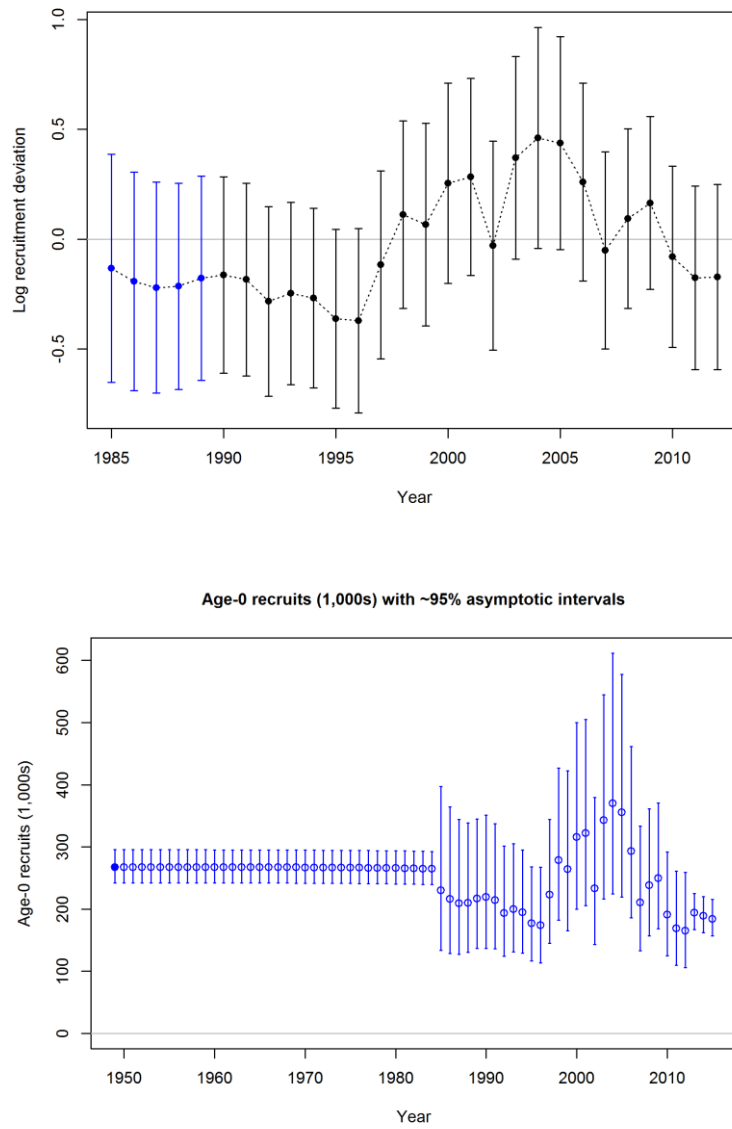 1.0
0.5
0.0
-0.5
Log recruitment deviation
1985 1990 1995 2000 2005 2010
Year
Age-0 recruits (1,000s) with ~95% asymptotic intervals
600
500
400
300
200
100
0
Age-0 recruits (1,000s)
1950 1960 1970 1980 1990 2000 2010
Year